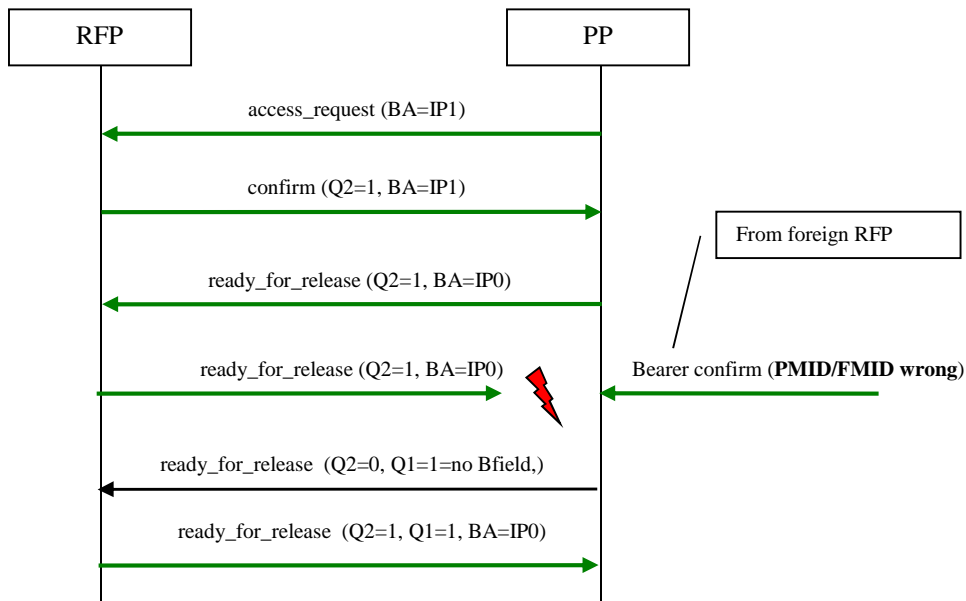 RFP
PP
access_request (BA=IP1)
confirm (Q2=1, BA=IP1)
From foreign RFP
ready_for_release (Q2=1, BA=IP0)
ready_for_release (Q2=1, BA=IP0)
Bearer confirm (PMID/FMID wrong)
ready_for_release (Q2=0, Q1=1=no Bfield,)
ready_for_release (Q2=1, Q1=1, BA=IP0)